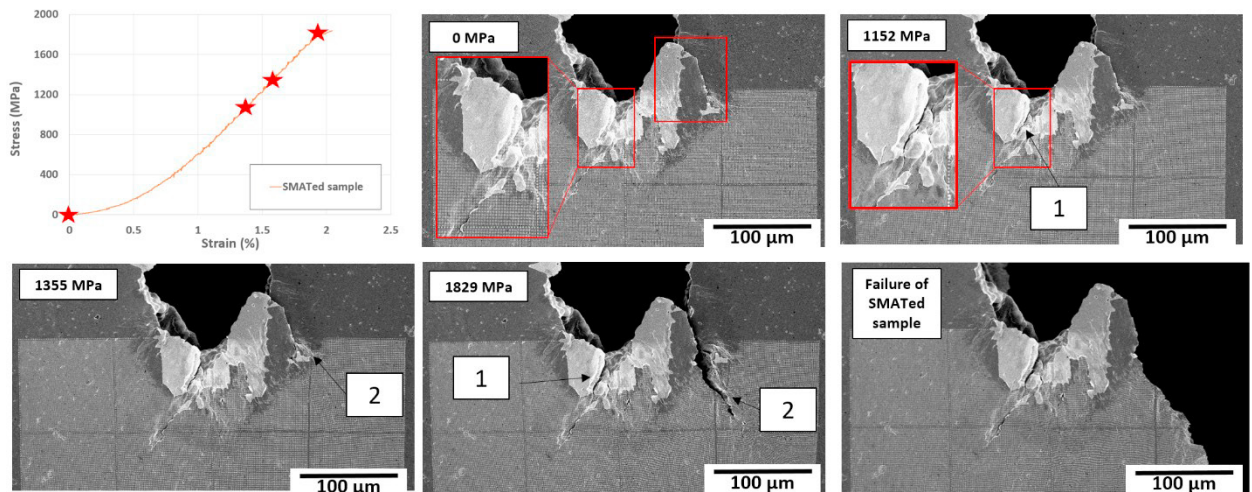 2000
1600
1200
800
400
0
Stress (MPa)
0
0.5
1
1.5
2
2.5
Strain (%)
SMATed sample
0 MPa
100 µm
1152 MPa
1
100 µm
1355 MPa
2
100 µm
1829 MPa
1
2
100 µm
Failure of
SMATed
sample
100 µm